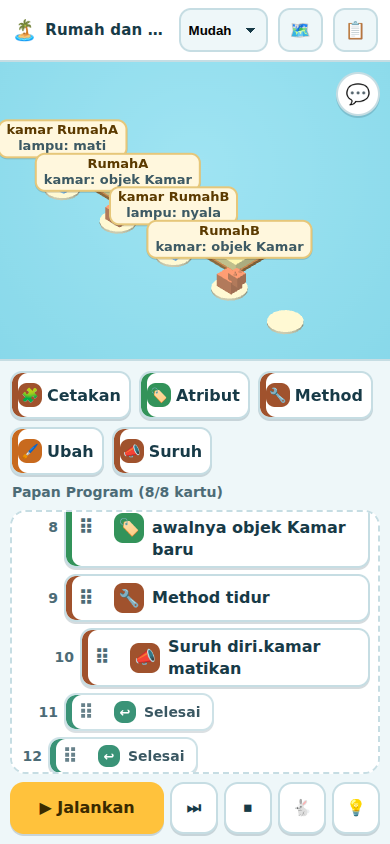 Rumah dan ...
Mudah
kamar RumahA
lampu: mati
RumahA
kamar: objek Kamar
kamar RumahB
lampu: nyala
RumahB
kamar: objek Kamar
Cetakan
Atribut
Method
Ubah
Suruh
Papan Program (8/8 kartu)
8
awalnya objek Kamar
baru
9
Method tidur
10
Suruh diri.kamar
matikan
11
Selesai
12
Selesai
▶ Jalankan